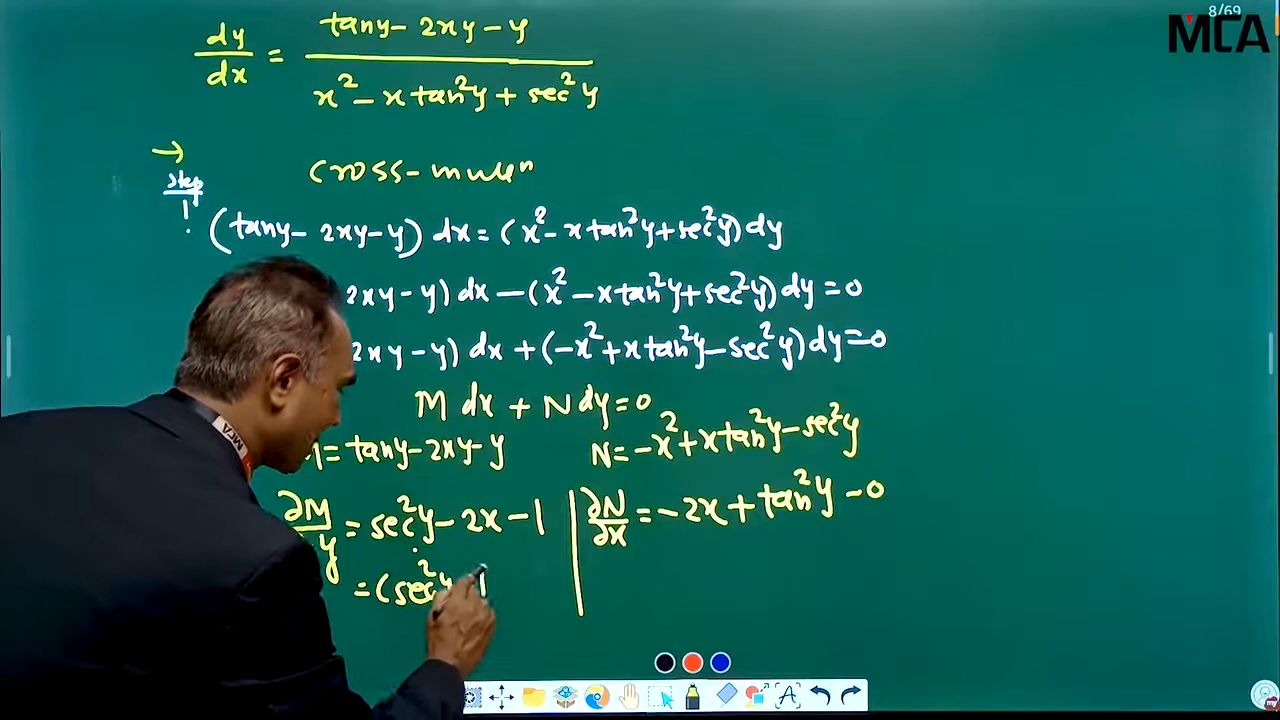 8/69
MCA
dy/dx = (tany - 2xy - y)/(x² - x tan²y + sec²y)
→
Step 1
(tany - 2xy - y) dx = (x² - x tan²y + sec²y) dy
2xy - y) dx - (x² - x tan²y + sec²y) dy = 0
2xy - y) dx + (-x² + x tan²y - sec²y) dy = 0
M dx + N dy = 0
M = tany - 2xy - y N = -x² + x tan²y - sec²y
∂M/∂y = sec²y - 2x - 1 | ∂N/∂x = -2x + tan²y - 0
= (sec²y
MCA